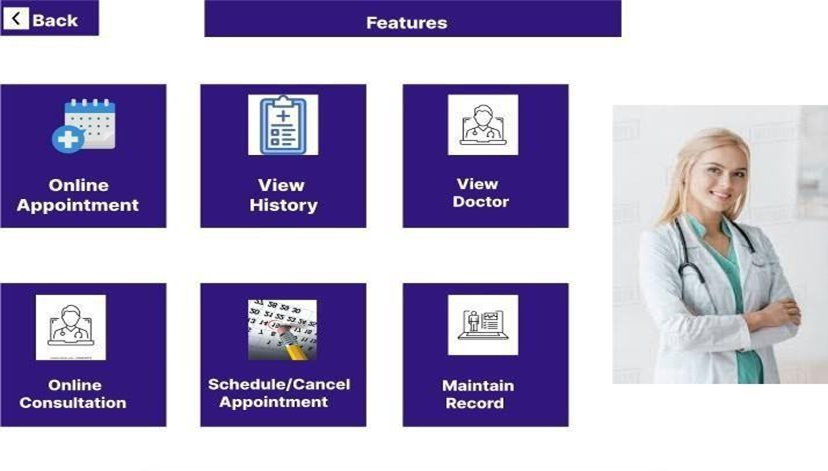 Back
Features
Online
Appointment
View
History
View
Doctor
Online
Consultation
Schedule/Cancel
Appointment
Maintain
Record